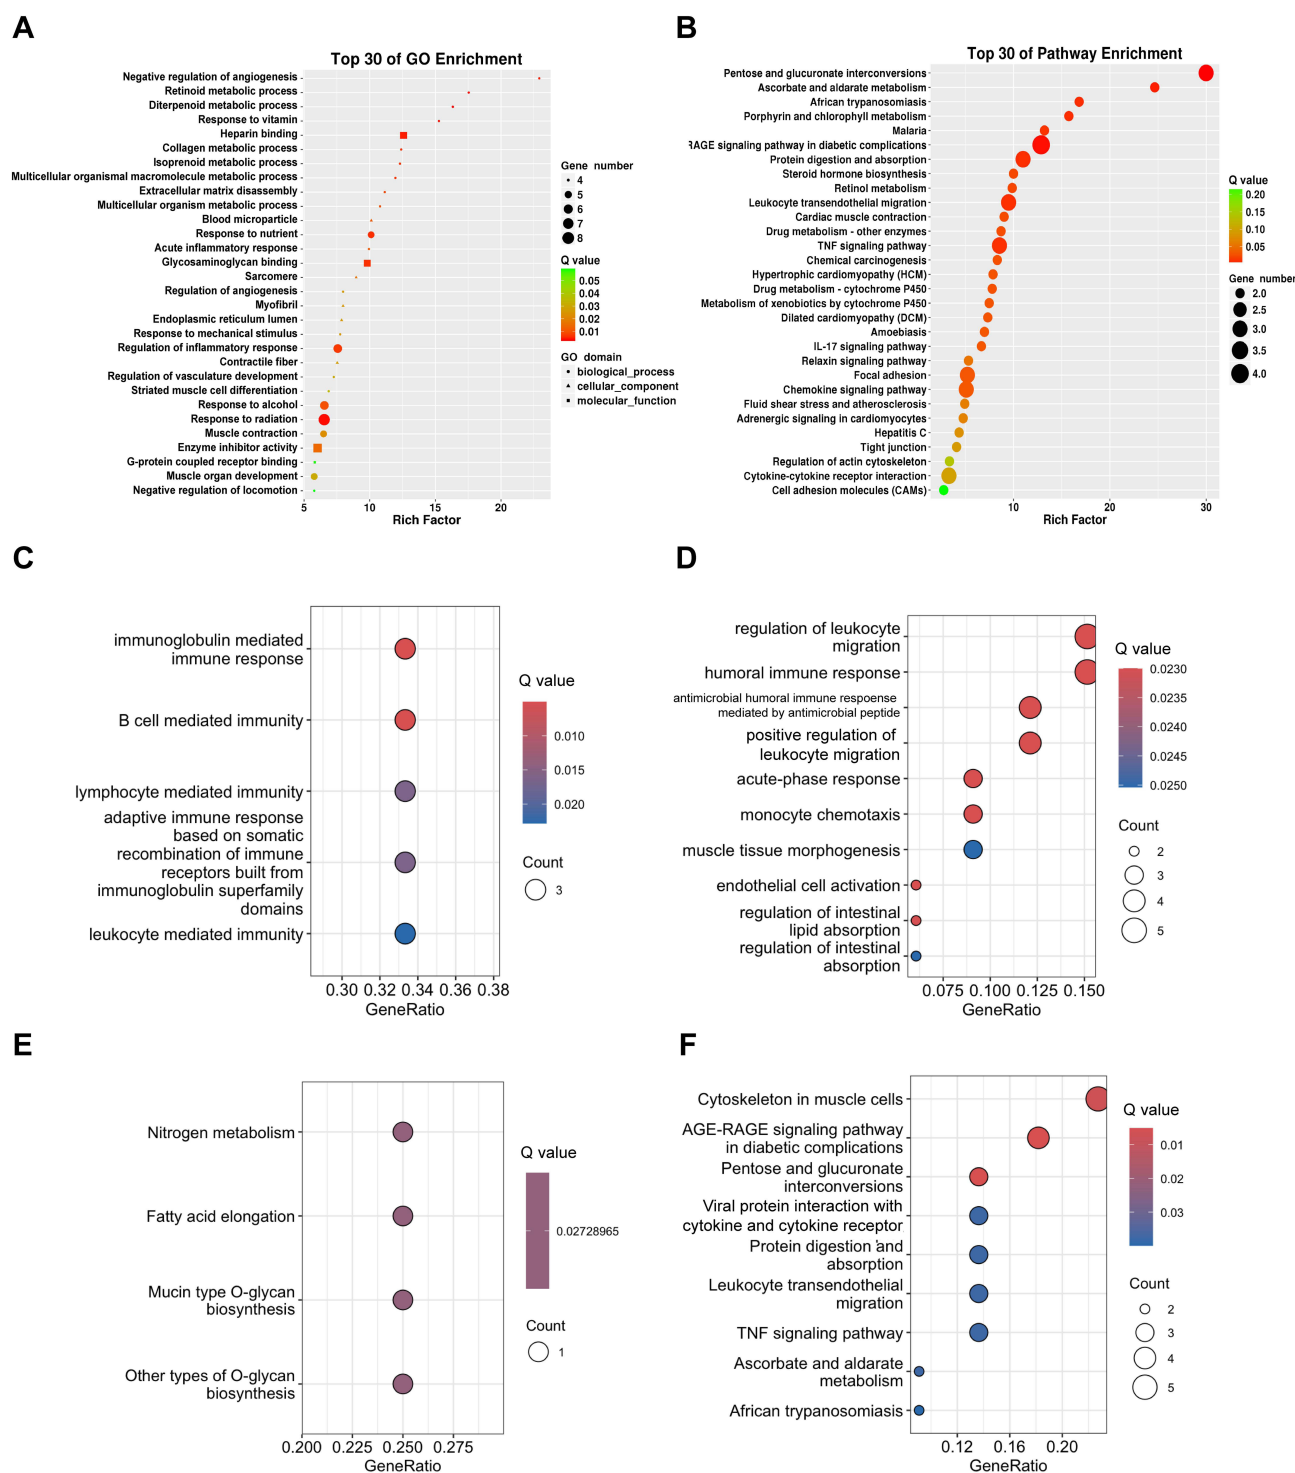 A
Top 30 of GO Enrichment
Negative regulation of angiogenesis
Retinoid metabolic process
Diterpenoid metabolic process
Response to vitamin
Heparin binding
Collagen metabolic process
Isoprenoid metabolic process
Multicellular organismal macromolecule metabolic process
Extracellular matrix disassembly
Multicellular organism metabolic process
Blood microparticle
Response to nutrient
Acute inflammatory response
Glycosaminoglycan binding
Sarcomere
Regulation of angiogenesis
Myofibril
Endoplasmic reticulum lumen
Response to mechanical stimulus
Regulation of inflammatory response
Contractile fiber
Regulation of vasculature development
Striated muscle cell differentiation
Response to alcohol
Response to radiation
Muscle contraction
Enzyme inhibitor activity
G-protein coupled receptor binding
Muscle organ development
Negative regulation of locomotion
5 10 15 20
Rich Factor
Gene number
4
5
6
7
8
Q value
0.05
0.04
0.03
0.02
0.01
GO domain
biological_process
cellular_component
molecular_function
B
Top 30 of Pathway Enrichment
Pentose and glucuronate interconversions
Ascorbate and aldarate metabolism
African trypanosomiasis
Porphyrin and chlorophyll metabolism
Malaria
RAGE signaling pathway in diabetic complications
Protein digestion and absorption
Steroid hormone biosynthesis
Retinol metabolism
Leukocyte transendothelial migration
Cardiac muscle contraction
Drug metabolism - other enzymes
TNF signaling pathway
Chemical carcinogenesis
Hypertrophic cardiomyopathy (HCM)
Drug metabolism - cytochrome P450
Metabolism of xenobiotics by cytochrome P450
Dilated cardiomyopathy (DCM)
Amoebiasis
IL-17 signaling pathway
Relaxin signaling pathway
Focal adhesion
Chemokine signaling pathway
Fluid shear stress and atherosclerosis
Adrenergic signaling in cardiomyocytes
Hepatitis C
Tight junction
Regulation of actin cytoskeleton
Cytokine-cytokine receptor interaction
Cell adhesion molecules (CAMs)
10 20 30
Rich Factor
Q value
0.20
0.15
0.10
0.05
Gene number
2.0
2.5
3.0
3.5
4.0
C
immunoglobulin mediated
immune response
B cell mediated immunity
lymphocyte mediated immunity
adaptive immune response
based on somatic
recombination of immune
receptors built from
immunoglobulin superfamily
domains
leukocyte mediated immunity
0.30 0.32 0.34 0.36 0.38
GeneRatio
Q value
0.010
0.015
0.020
Count
3
D
regulation of leukocyte
migration
humoral immune response
antimicrobial humoral immune respoense
mediated by antimicrobial peptide
positive regulation of
leukocyte migration
acute-phase response
monocyte chemotaxis
muscle tissue morphogenesis
endothelial cell activation
regulation of intestinal
lipid absorption
regulation of intestinal
absorption
0.075 0.100 0.125 0.150
GeneRatio
Q value
0.0230
0.0235
0.0240
0.0245
0.0250
Count
2
3
4
5
E
Nitrogen metabolism
Fatty acid elongation
Mucin type O-glycan
biosynthesis
Other types of O-glycan
biosynthesis
0.200 0.225 0.250 0.275
GeneRatio
Q value
0.02728965
Count
1
F
Cytoskeleton in muscle cells
AGE-RAGE signaling pathway
in diabetic complications
Pentose and glucuronate
interconversions
Viral protein interaction with
cytokine and cytokine receptor
Protein digestion and
absorption
Leukocyte transendothelial
migration
TNF signaling pathway
Ascorbate and aldarate
metabolism
African trypanosomiasis
0.12 0.16 0.20
GeneRatio
Q value
0.01
0.02
0.03
Count
2
3
4
5